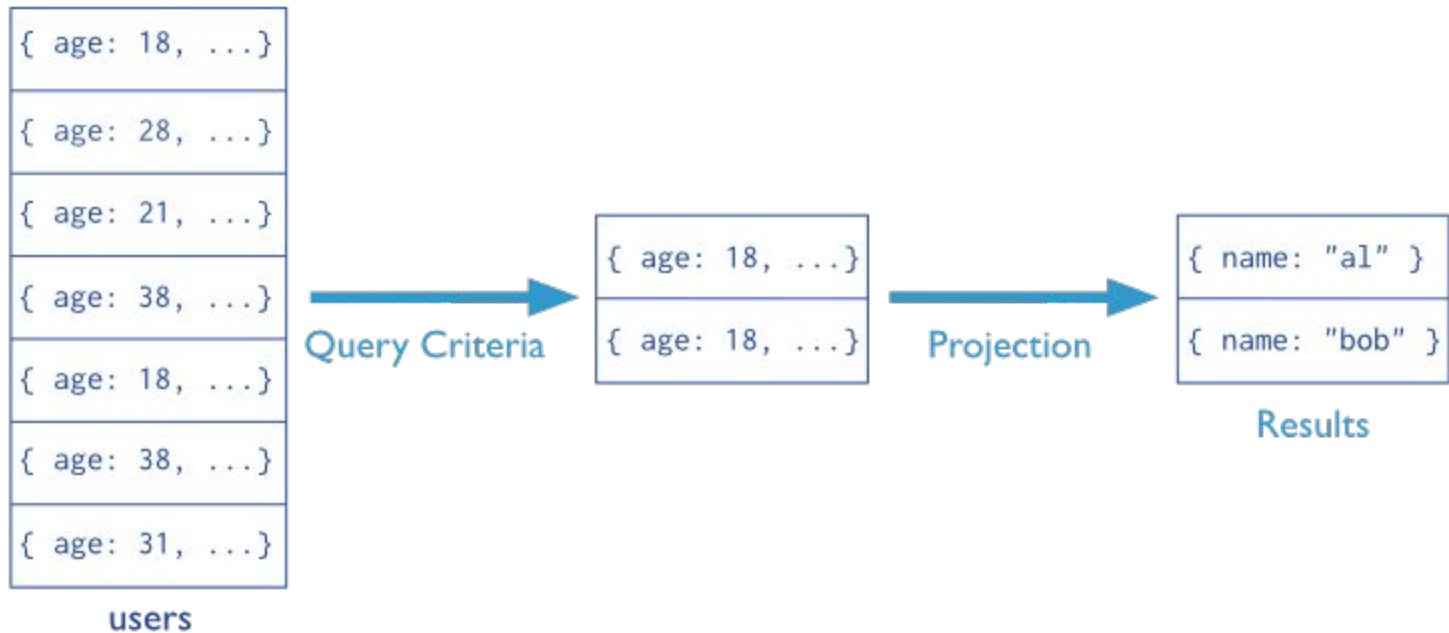 { age: 18, ...}
{ age: 28, ...}
{ age: 21, ...}
{ age: 38, ...}
{ age: 18, ...}
{ age: 38, ...}
{ age: 31, ...}
users
Query Criteria
{ age: 18, ...}
{ age: 18, ...}
Projection
{ name: "al" }
{ name: "bob" }
Results